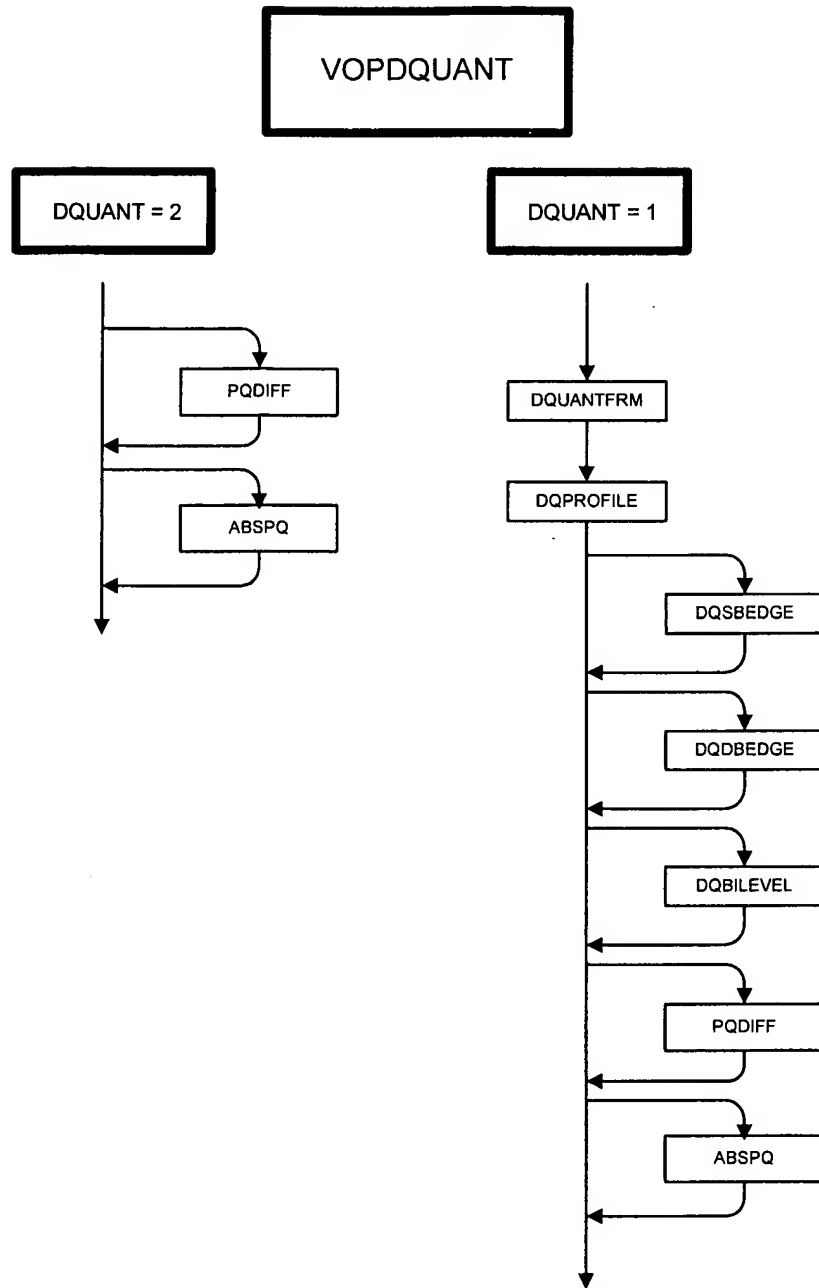 VOPDQUANT
DQUANT = 2
DQUANT = 1
PQDIFF
ABSPQ
DQUANTFRM
DQPROFILE
DQSBEDGE
DQDBEDGE
DQBILEVEL
PQDIFF
ABSPQ